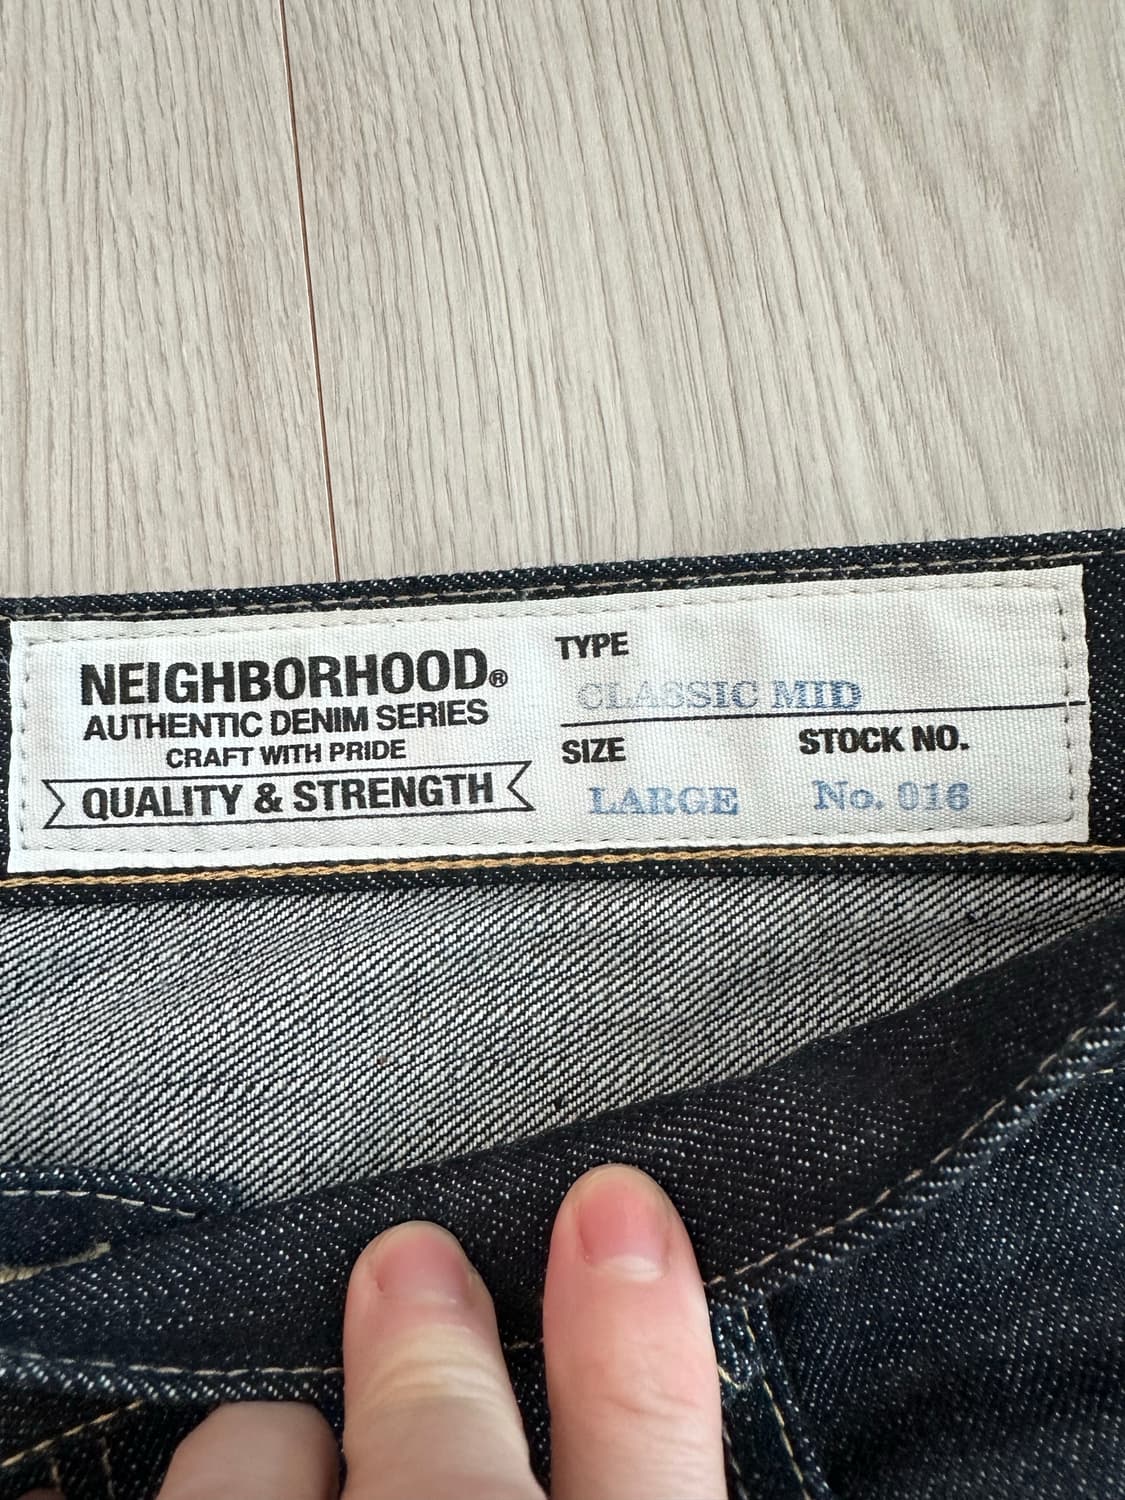 NEIGHBORHOOD®
AUTHENTIC DENIM SERIES
CRAFT WITH PRIDE
QUALITY & STRENGTH
TYPE
CLASSIC MID
SIZE
LARGE
STOCK NO.
No. 016